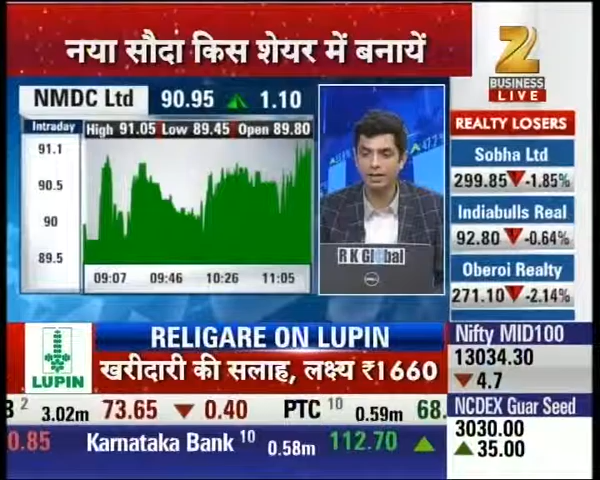 नया सौदा किस शेयर में बनायें
Z
BUSINESS
LIVE
NMDC Ltd 90.95 1.10
Intraday High 91.05 Low 89.45 Open 89.80
91.1
90.5
90
89.5
09:07 09:46 10:26 11:05
R K Global
DELL
REALTY LOSERS
Sobha Ltd
299.85 -1.85%
Indiabulls Real
92.80 -0.64%
Oberoi Realty
271.10 -2.14%
LUPIN
RELIGARE ON LUPIN
खरीदारी की सलाह, लक्ष्य ₹1660
Nifty MID100
13034.30
4.7
NCDEX Guar Seed
3030.00
35.00
2 3.02m 73.65 0.40 PTC 10 0.59m 68.
0.85 Karnataka Bank 10 0.58m 112.70